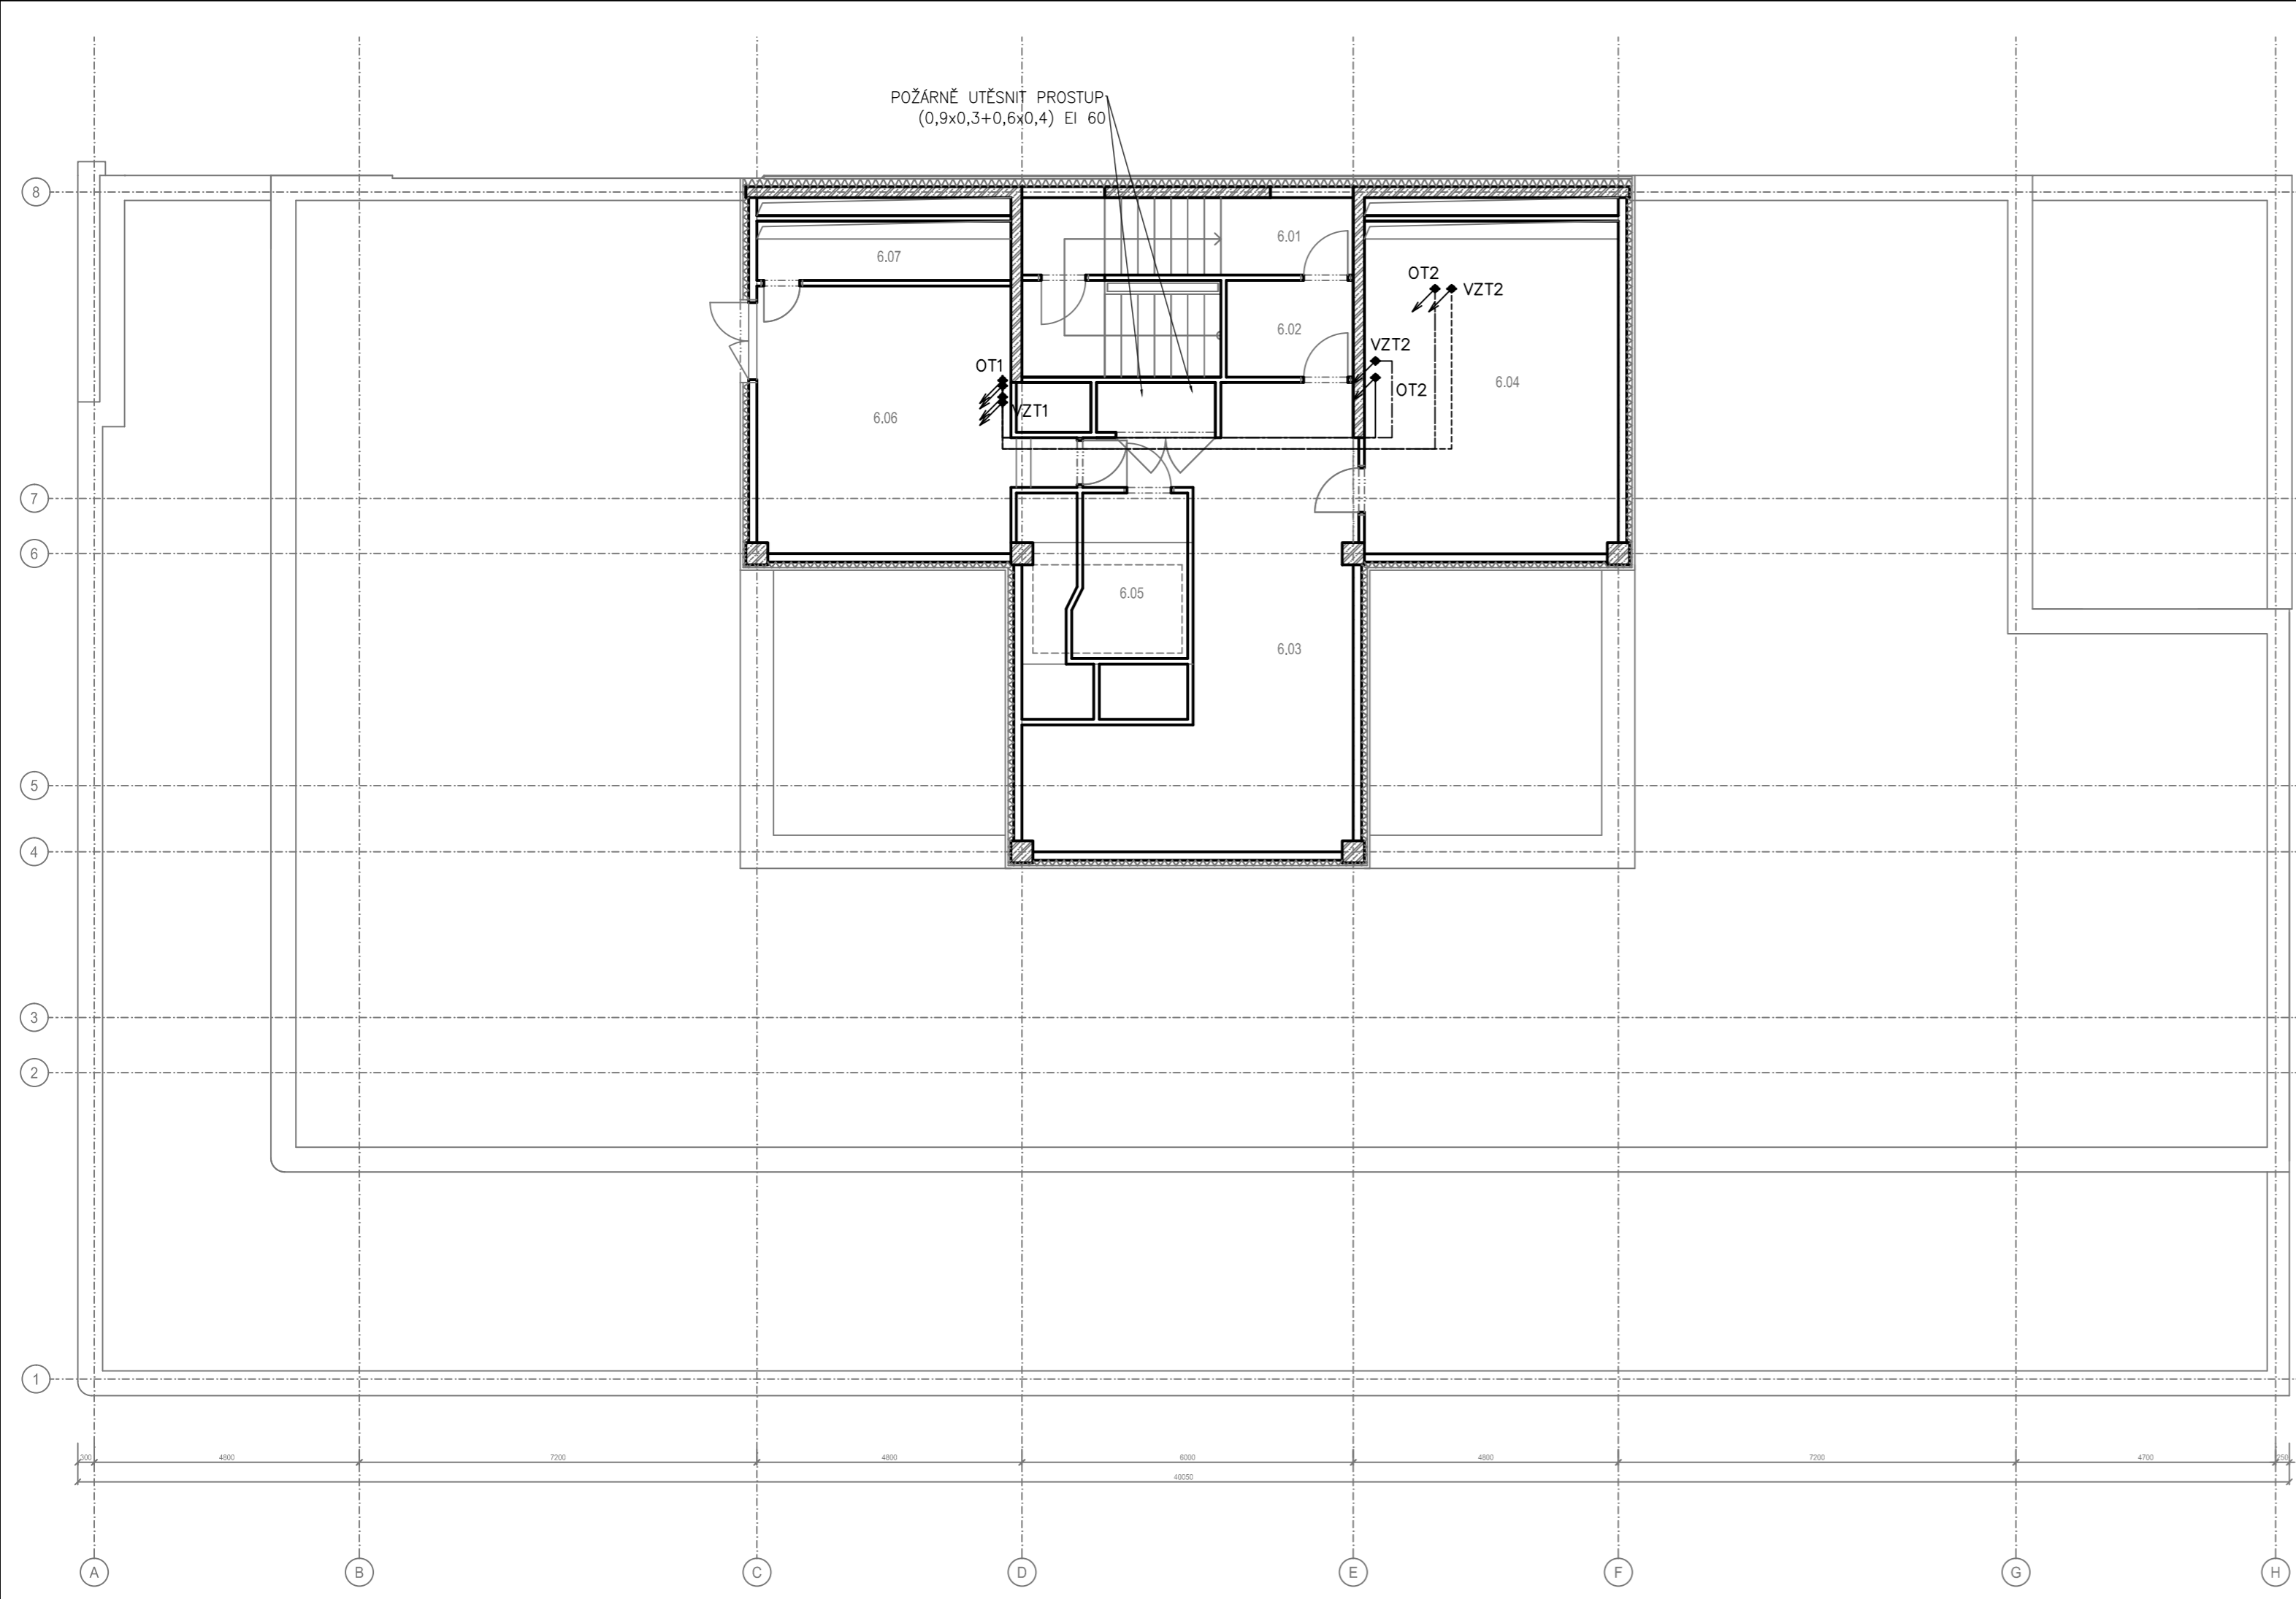 POŽÁRNĚ UTĚSNIT PROSTUP
(0,9x0,3+0,6x0,4) EI 60
8
6.01
6.07
OT2
VZT2
6.02
VZT2
OT1
6.04
OT2
VZT1
6.06
7
6
6.05
6.03
5
4
3
2
1
300 4800 7200 4800 6000 4800 7200 4700 250
40050
A B C D E F G H